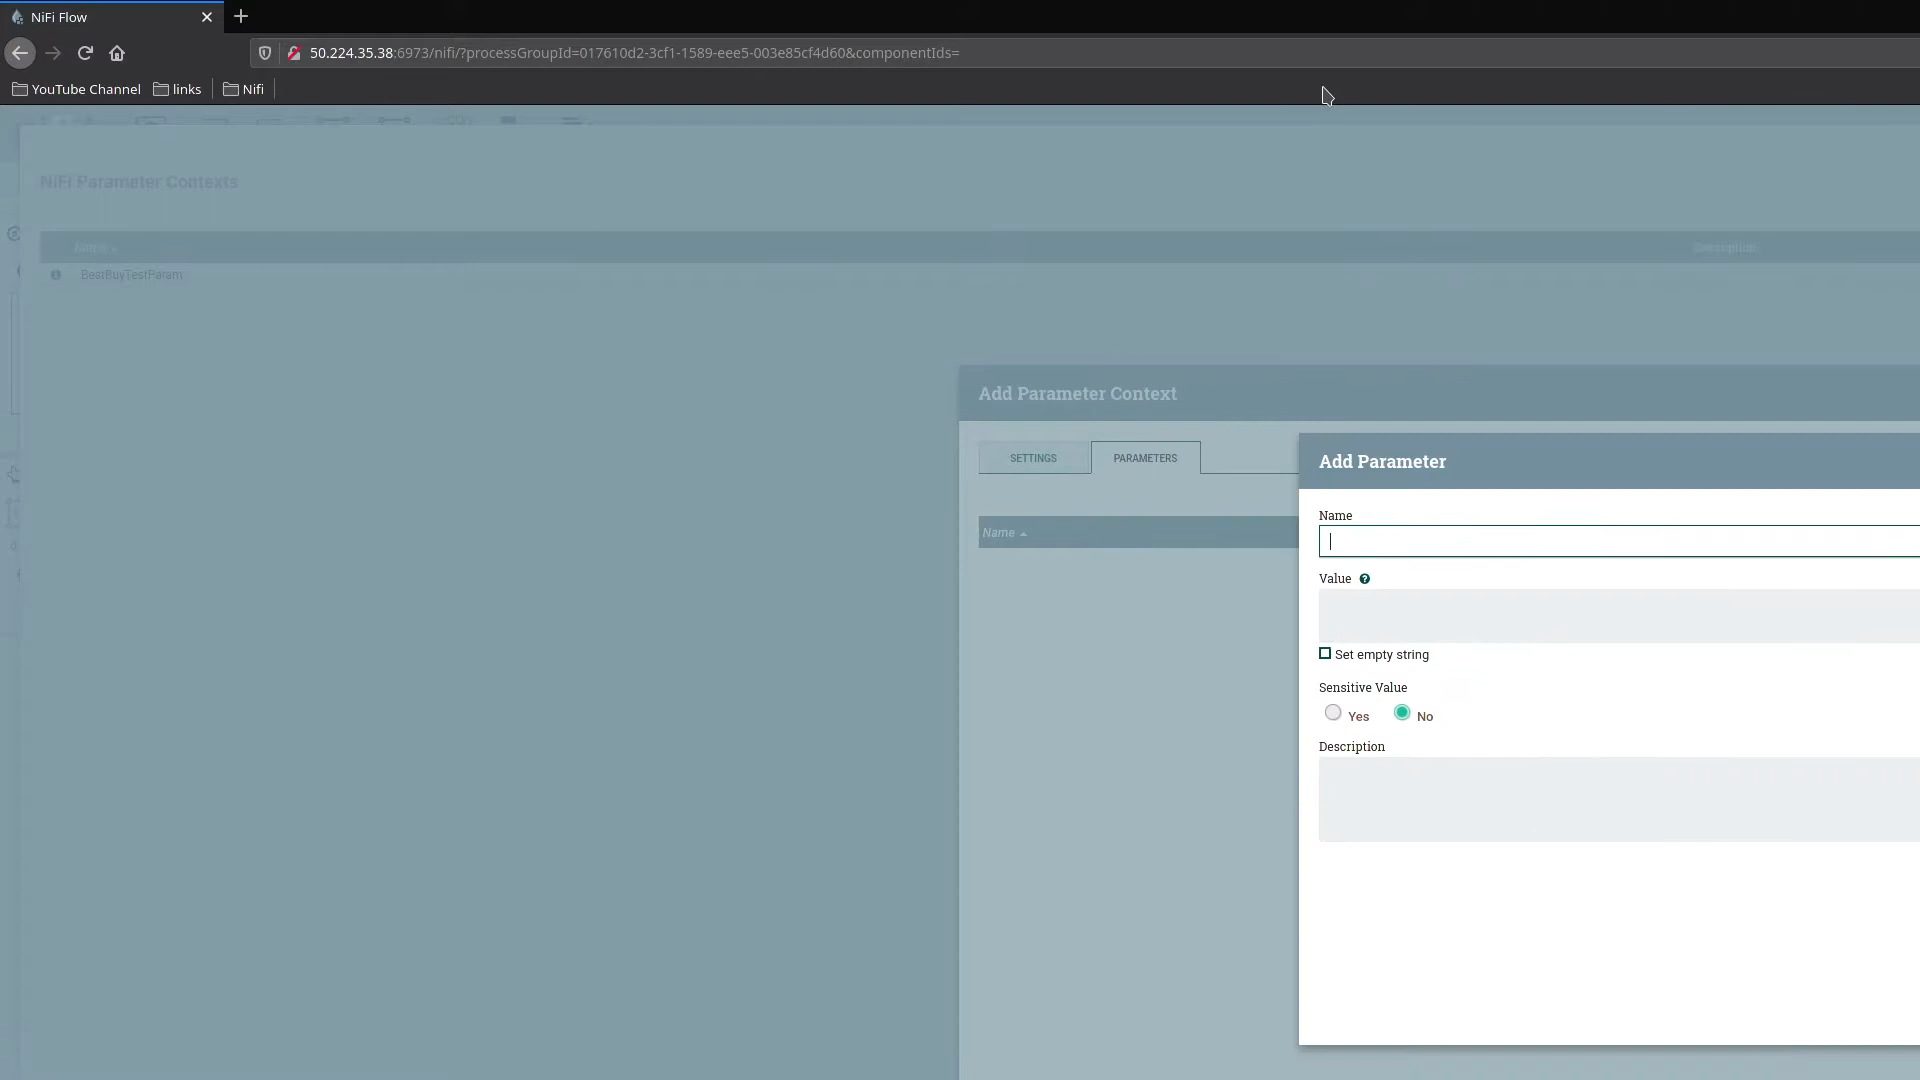 NiFi Flow
50.224.35.38:6973/nifi/?processGroupId=017610d2-3cf1-1589-eee5-003e85cf4d60&componentIds=
YouTube Channel links Nifi
NiFi Parameter Contexts
Name Description
BestBuyTestParam
Add Parameter Context
SETTINGS PARAMETERS
Name
Add Parameter
Name
Value
Set empty string
Sensitive Value
Yes No
Description